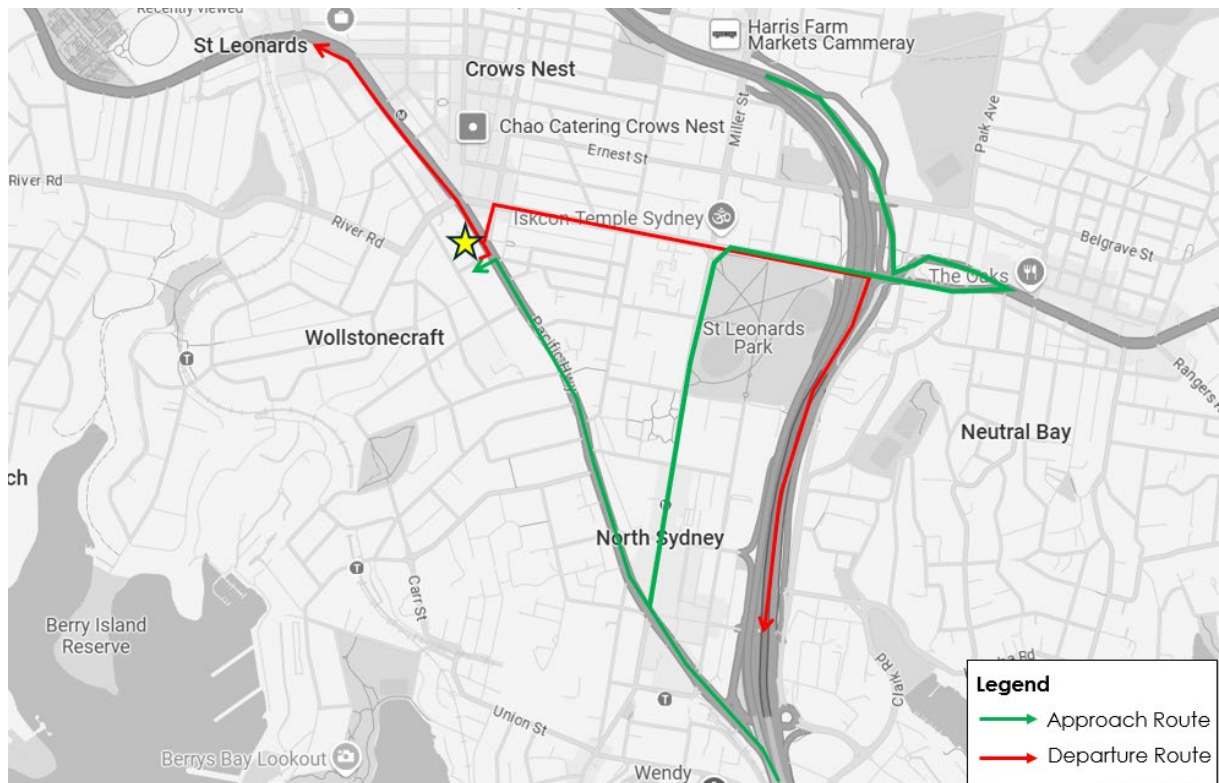 Recently viewed
St Leonards
Crows Nest
Harris Farm
Markets Cammeray
Chao Catering Crows Nest
Miller St
Park Ave
Ernest St
River Rd
River Rd
Iskcon Temple Sydney
Belgrave St
The Oaks
Wollstonecraft
Pacific Hwy
St Leonards
Park
Neutral Bay
ch
North Sydney
Carr St
Berry Island
Reserve
Clark Rd
Union St
Berrys Bay Lookout
Wendy
M
M
T
T
T
Legend
Approach Route
Departure Route